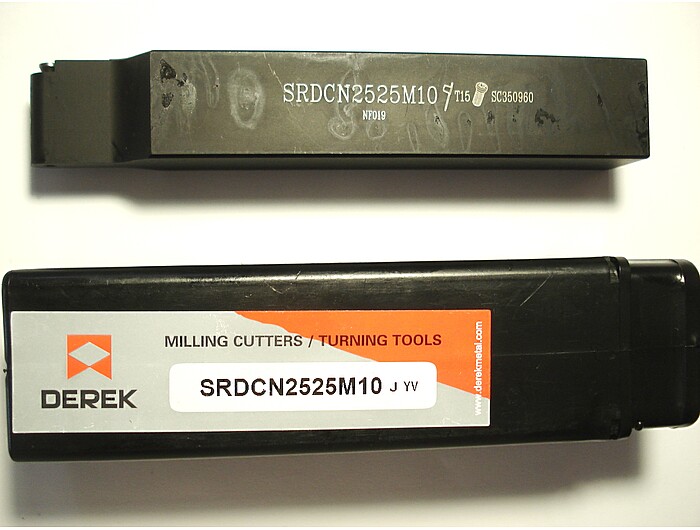 SRDCN2525M10 T15 SC350960
NF019
MILLING CUTTERS / TURNING TOOLS
SRDCN2525M10 J YV
DEREK
www.derekmetal.com